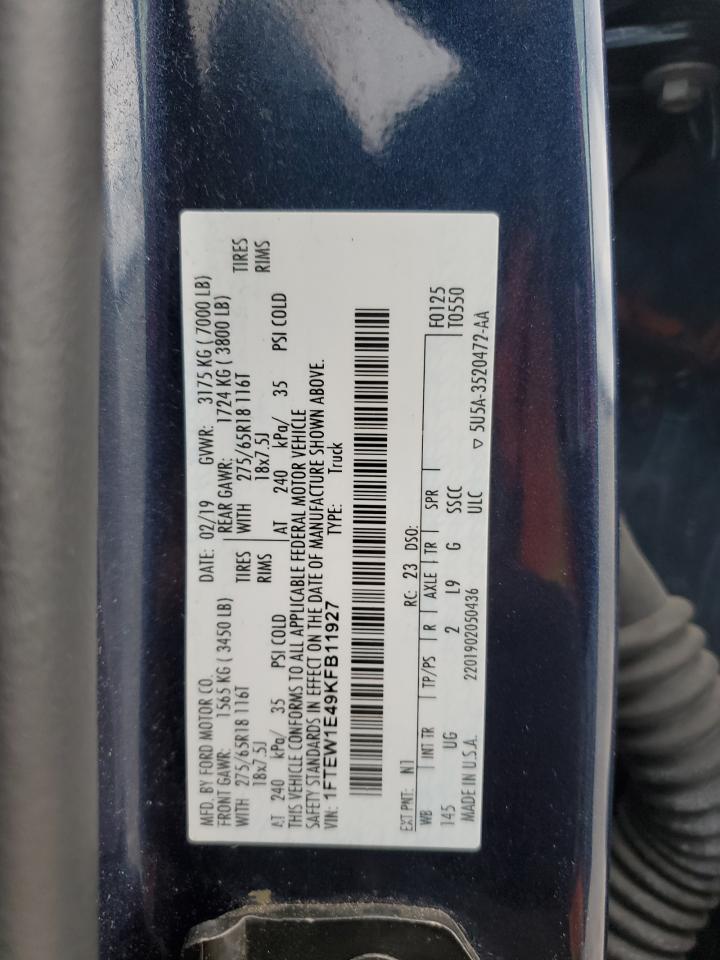 MFD. BY FORD MOTOR CO. DATE: 02/19 GVWR: 3175 KG ( 7000 LB)
FRONT GAWR: 1565 KG ( 3450 LB) REAR GAWR: 1724 KG ( 3800 LB)
WITH 275/65R18 116T TIRES WITH 275/65R18 116T TIRES
18x7.5J RIMS 18x7.5J RIMS
AT 240 kPa/ 35 PSI COLD AT 240 kPa/ 35 PSI COLD
THIS VEHICLE CONFORMS TO ALL APPLICABLE FEDERAL MOTOR VEHICLE
SAFETY STANDARDS IN EFFECT ON THE DATE OF MANUFACTURE SHOWN ABOVE.
VIN: 1FTEW1E49KFB11927 TYPE: Truck
EXT PNT: N1 RC: 23 DSO: F0125
WB INT TR TP/PS R AXLE TR SPR T0550
145 UG 2 L9 G SSCC
MADE IN U.S.A. 2201902050436 ULC ▽ 5U5A-3520472-AA